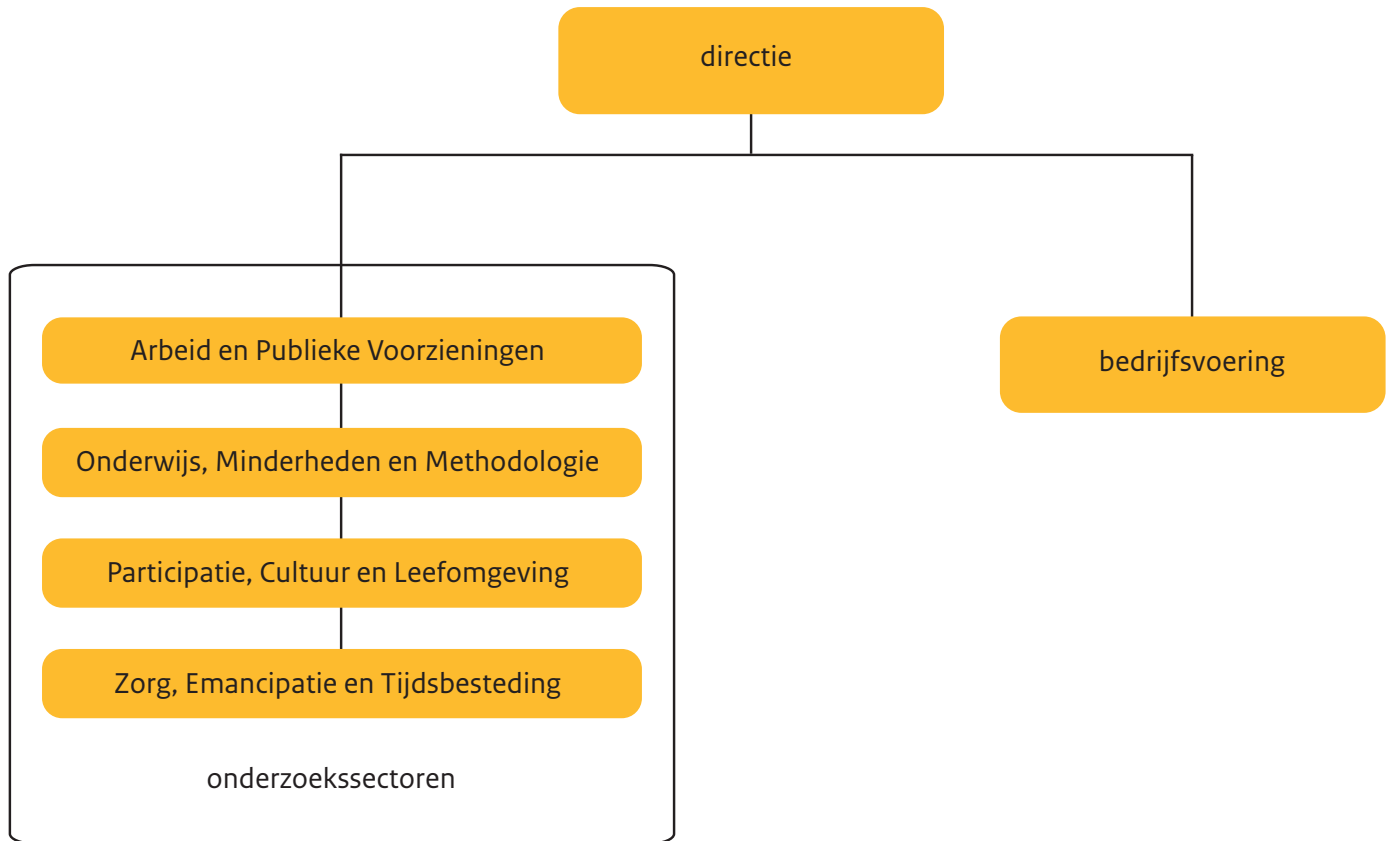 directie
Arbeid en Publieke Voorzieningen
bedrijfsvoering
Onderwijs, Minderheden en Methodologie
Participatie, Cultuur en Leefomgeving
Zorg, Emancipatie en Tijdsbesteding
onderzoekssectoren